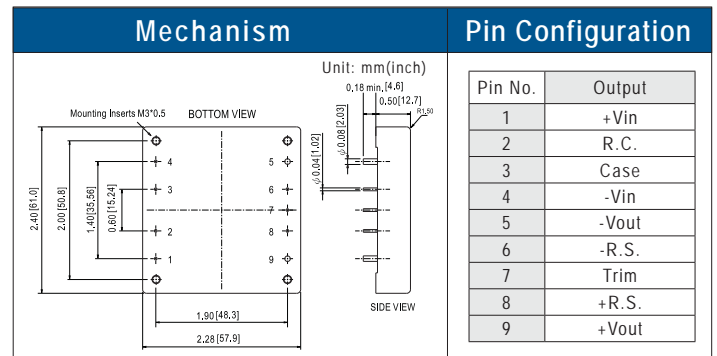 Mechanism
Pin Configuration
Unit: mm(inch)
0.18 min. [4.6]
0.50[12.7]
R1.50
Mounting Inserts M3*0.5
BOTTOM VIEW
ϕ0.08[2.03]
ϕ0.04[1.02]
2.40 [61.0]
2.00 [50.8]
1.40[35.56]
0.60 [15.24]
4
5
3
6
7
2
8
1
9
1.90 [48.3]
2.28 [57.9]
SIDE VIEW
Pin No. Output
1 +Vin
2 R.C.
3 Case
4 -Vin
5 -Vout
6 -R.S.
7 Trim
8 +R.S.
9 +Vout